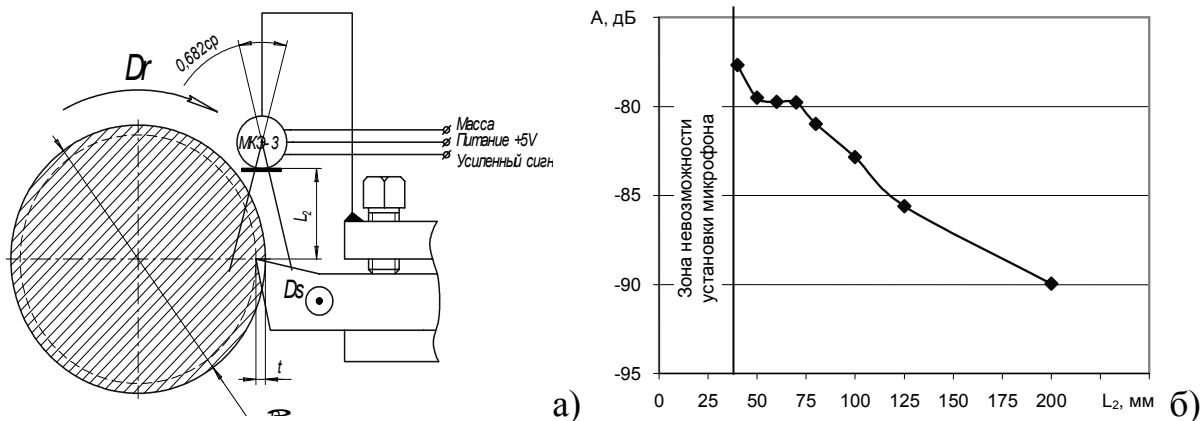 0,682ср
Dr
МКЭ-3
Масса
Питание +5V
Усиленный сигн
L₂
Ds
t
а)
А, дБ
-75
-80
-85
-90
-95
Зона невозможности
установки микрофона
0 25 50 75 100 125 150 175 200 L₂, мм
б)